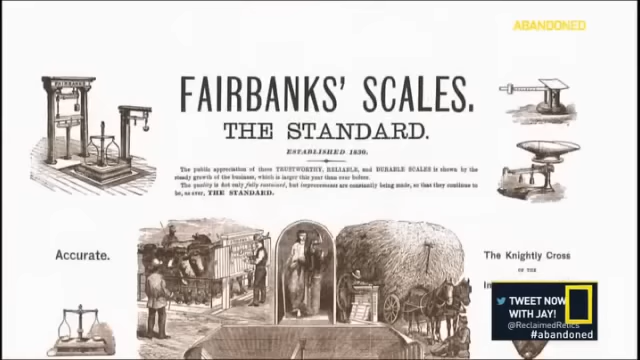 ABANDONED
FAIRBANKS
FAIRBANKS' SCALES.
THE STANDARD.
ESTABLISHED 1830.
The public appreciation of these TRUSTWORTHY, RELIABLE, and DURABLE SCALES is shown by the
steady growth of the business, which is larger this year than ever before.
The quality is not only fully sustained, but improvements are constantly being made, so that they continue to
be, as ever, THE STANDARD.
Accurate.
The Knightly Cross
OF THE
TWEET NOW
WITH JAY!
@ReclaimedRelics
#abandoned